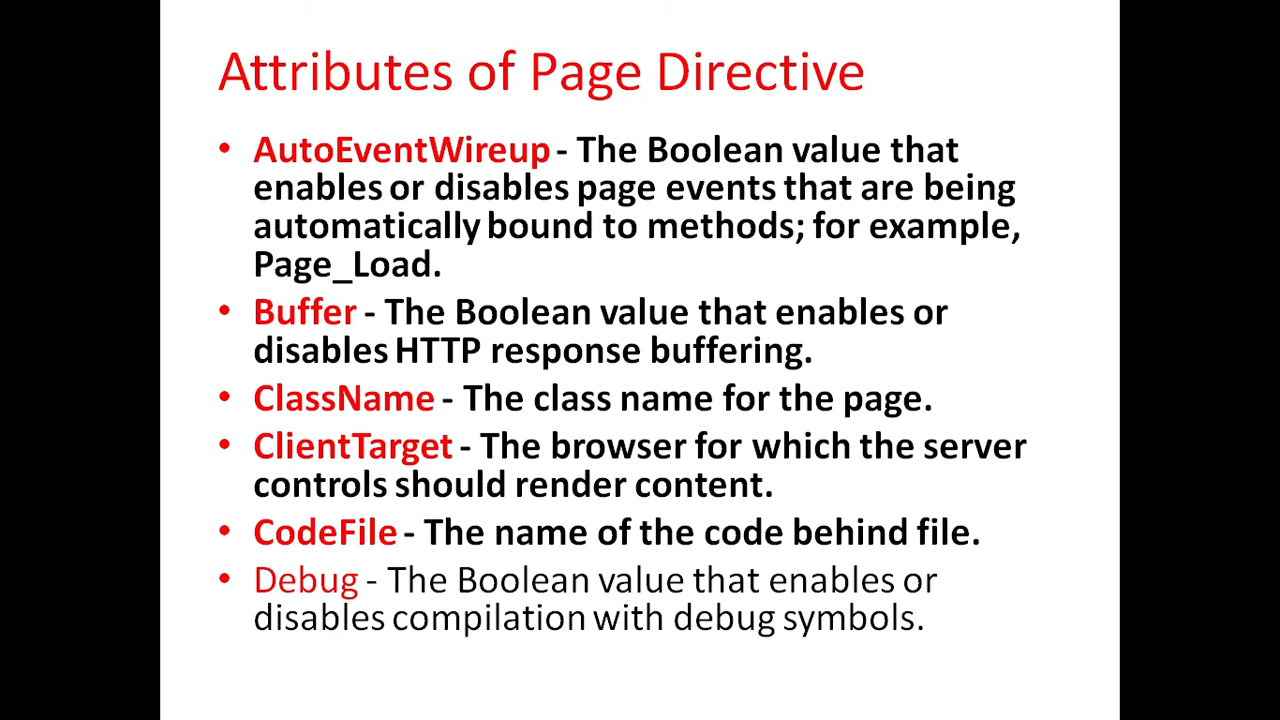 Attributes of Page Directive
• AutoEventWireup - The Boolean value that
enables or disables page events that are being
automatically bound to methods; for example,
Page_Load.
• Buffer - The Boolean value that enables or
disables HTTP response buffering.
• ClassName - The class name for the page.
• ClientTarget - The browser for which the server
controls should render content.
• CodeFile - The name of the code behind file.
• Debug - The Boolean value that enables or
disables compilation with debug symbols.